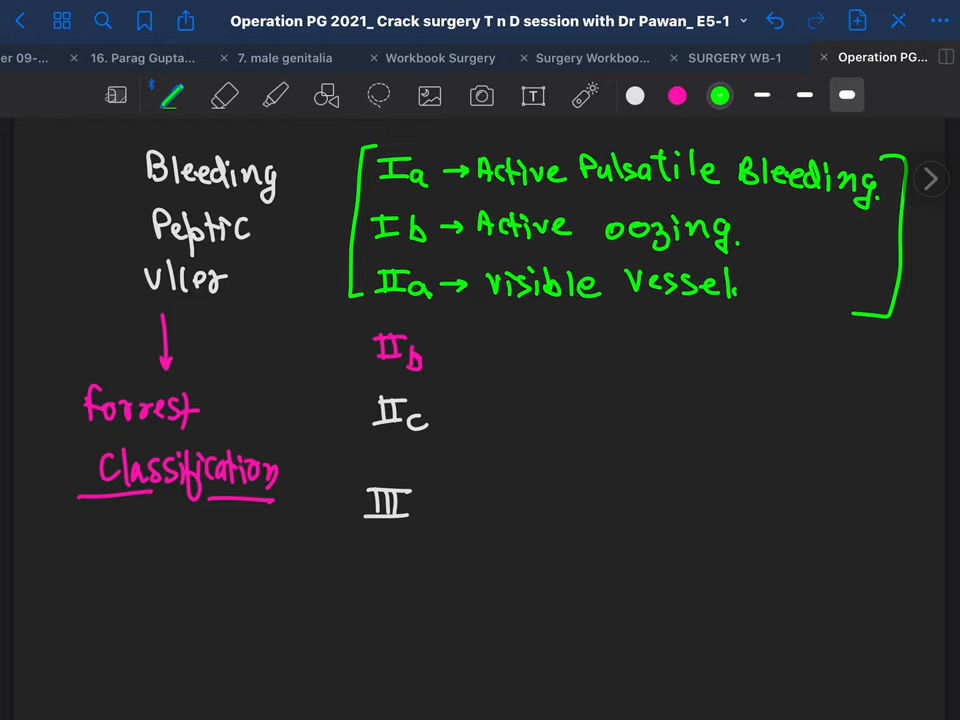 Operation PG 2021_ Crack surgery T n D session with Dr Pawan_ E5-1
er 09-...
16. Parag Gupta...
7. male genitalia
Workbook Surgery
Surgery Workboo...
SURGERY WB-1
Operation PG...
T
Bleeding
Peptic
Ulcer
Forrest
Classification
Ia → Active Pulsatile Bleeding.
Ib → Active oozing.
IIa → Visible Vessel.
IIb
IIc
III